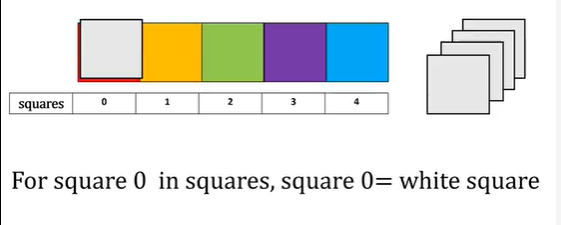 squares 0 1 2 3 4
For square 0 in squares, square 0= white square